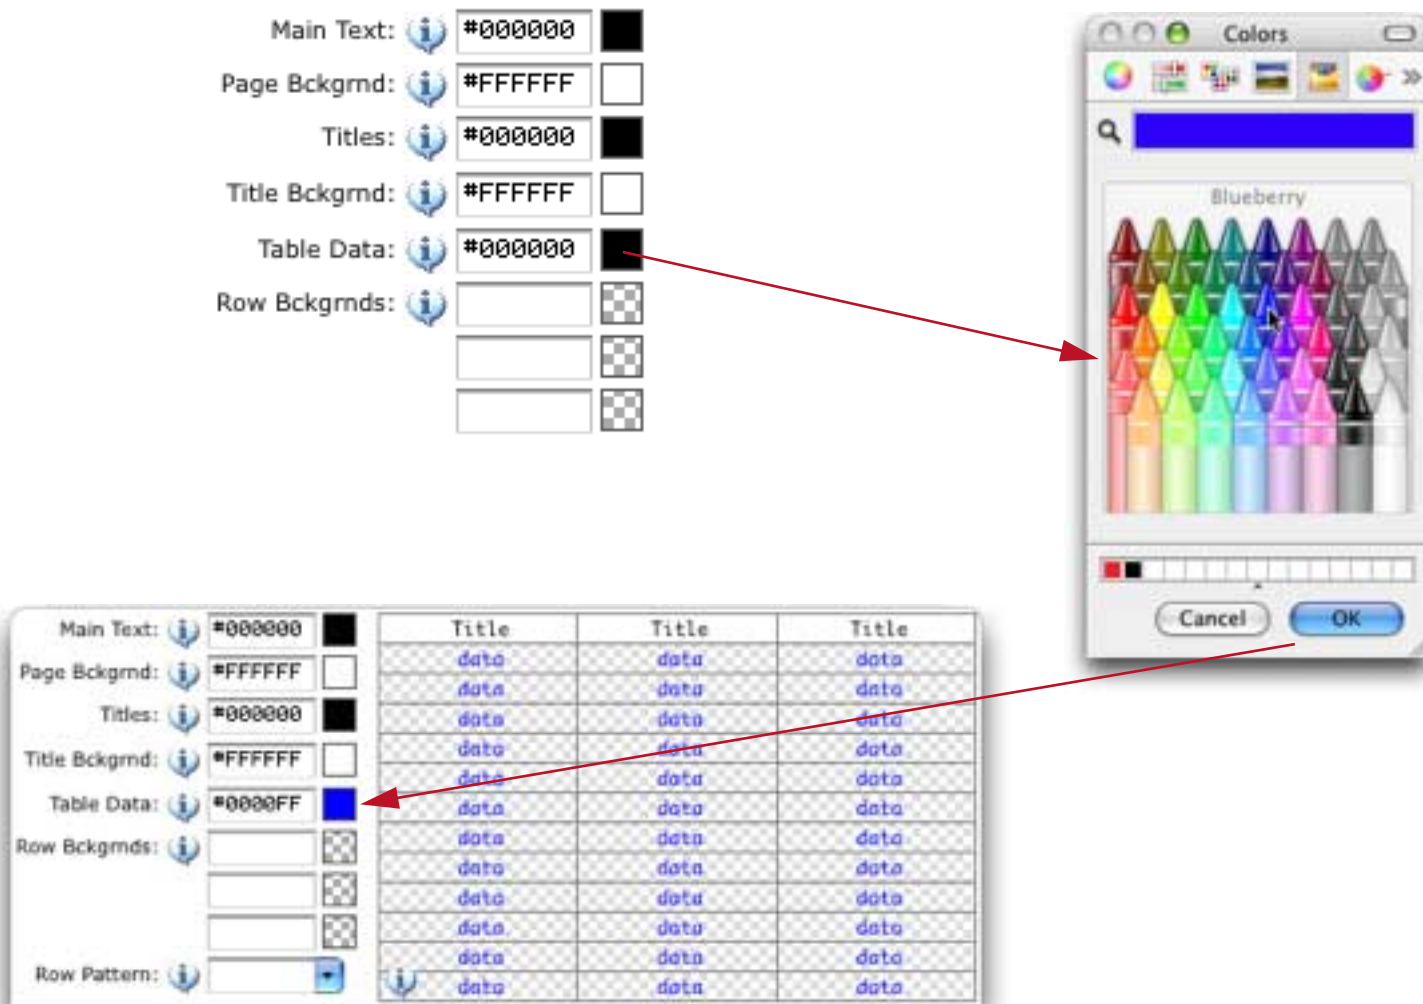 Main Text: #000000
Page Bckgrnd: #FFFFFF
Titles: #000000
Title Bckgrnd: #FFFFFF
Table Data: #000000
Row Bckgrnds:
Colors
Blueberry
Cancel OK
Main Text: #000000
Page Bckgrnd: #FFFFFF
Titles: #000000
Title Bckgrnd: #FFFFFF
Table Data: #0000FF
Row Bckgrnds:
Row Pattern:
Title Title Title
data data data
data data data
data data data
data data data
data data data
data data data
data data data
data data data
data data data
data data data
data data data
data data data